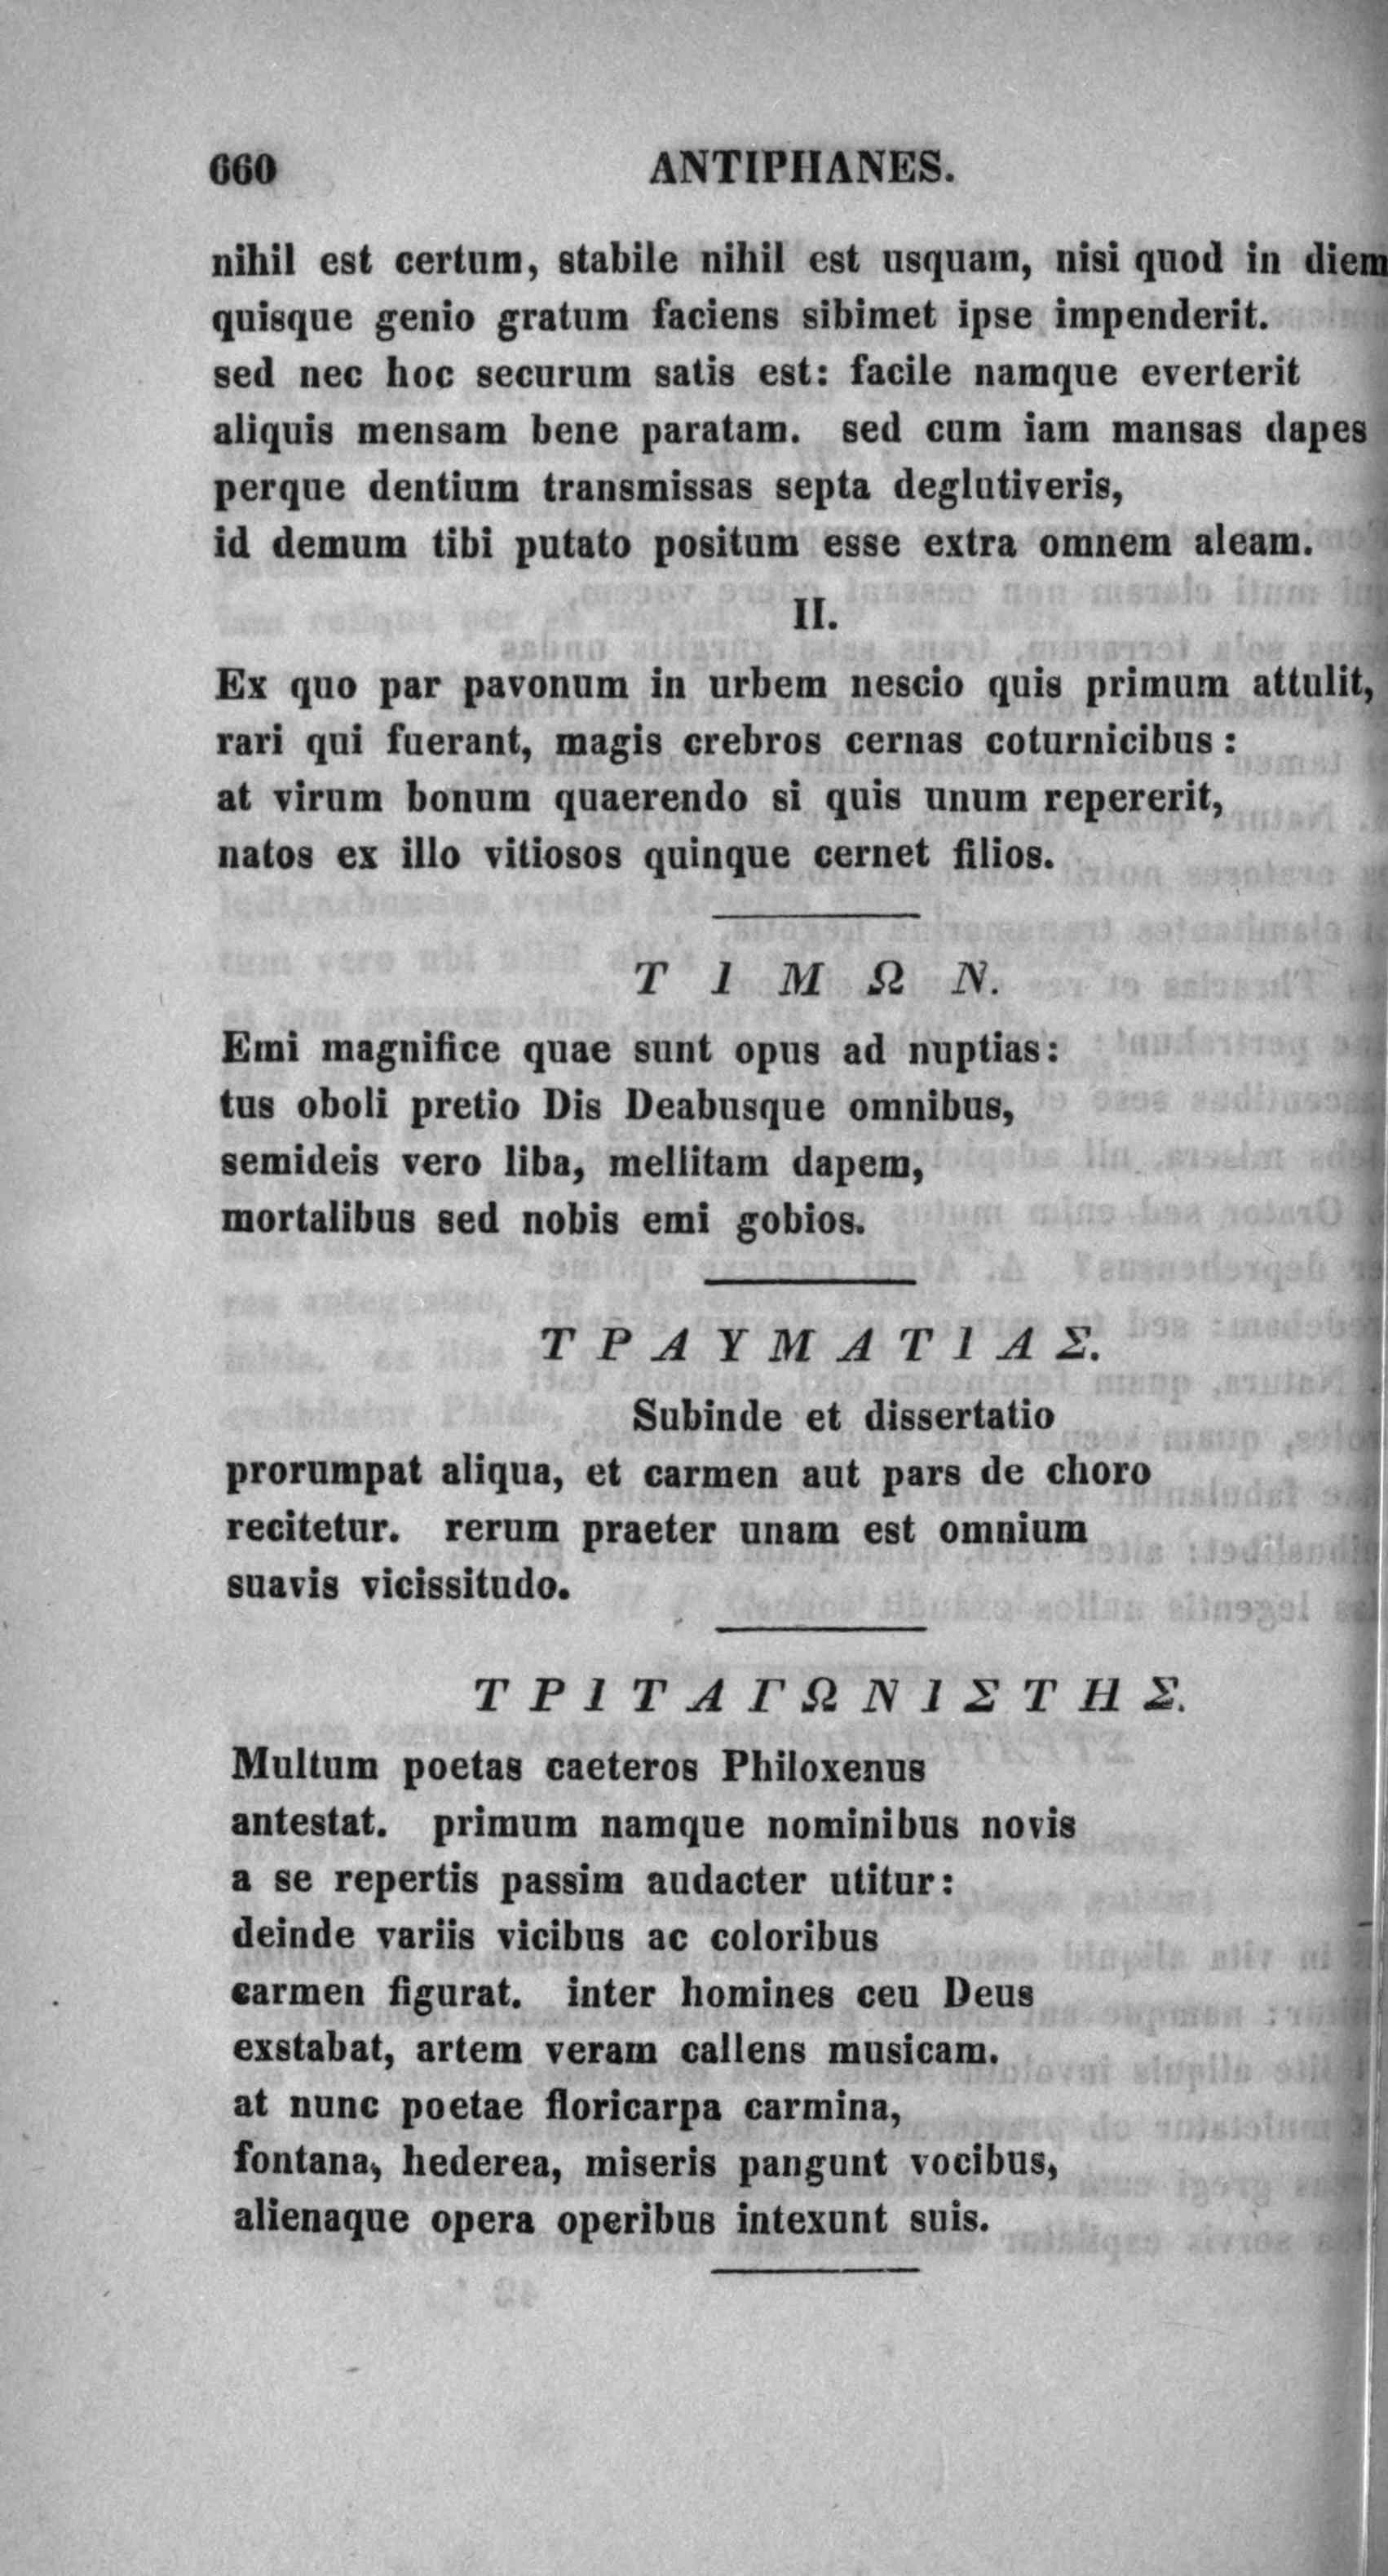 660 ANTIPHANES.
nihil est certum, stabile nihil est usquam, nisi quod in diem
quisque genio gratum faciens sibimet ipse impenderit.
sed nec hoc securum satis est: facile namque everterit
aliquis mensam bene paratam. sed cum iam mansas dapes
perque dentium transmissas septa deglutiveris,
id demum tibi putato positum esse extra omnem aleam.
II.
Ex quo par pavonum in urbem nescio quis primum attulit,
rari qui fuerant, magis crebros cernas coturnicibus:
at virum bonum quaerendo si quis unum repererit,
natos ex illo vitiosos quinque cernet filios.
ΤΙΜΩΝ.
Emi magnifice quae sunt opus ad nuptias:
tus oboli pretio Dis Deabusque omnibus,
semideis vero liba, mellitam dapem,
mortalibus sed nobis emi gobios.
ΤΡΑΥΜΑΤΙΑΣ.
Subinde et dissertatio
prorumpat aliqua, et carmen aut pars de choro
recitetur. rerum praeter unam est omnium
suavis vicissitudo.
ΤΡΙΤΑΓΩΝΙΣΤΗΣ.
Multum poetas caeteros Philoxenus
antestat. primum namque nominibus novis
a se repertis passim audacter utitur:
deinde variis vicibus ac coloribus
carmen figurat. inter homines ceu Deus
exstabat, artem veram callens musicam.
at nunc poetae floricarpa carmina,
fontana, hederea, miseris pangunt vocibus,
alienaque opera operibus intexunt suis.